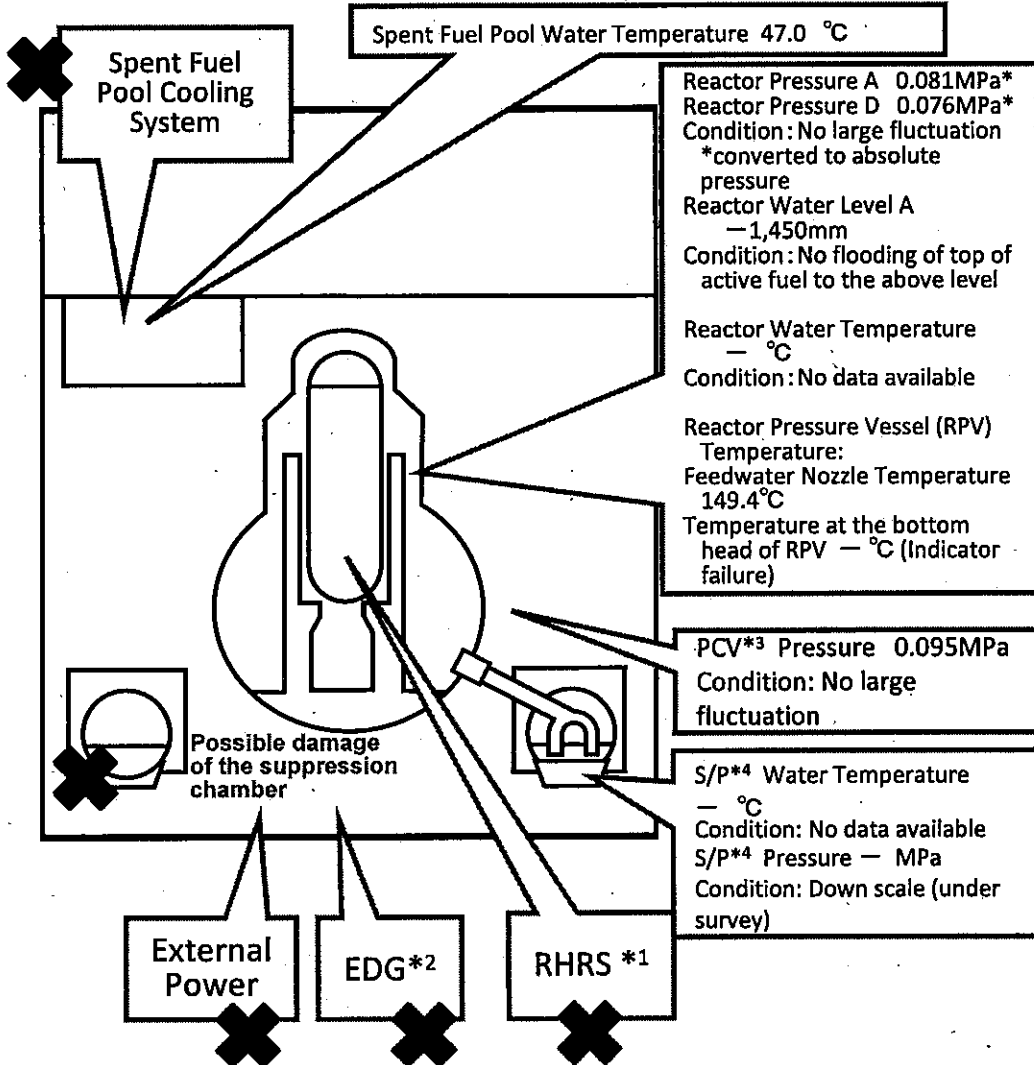 Spent Fuel Pool Water Temperature 47.0 ℃
Spent Fuel
Pool Cooling
System
Reactor Pressure A 0.081MPa*
Reactor Pressure D 0.076MPa*
Condition: No large fluctuation
*converted to absolute
pressure
Reactor Water Level A
－1,450mm
Condition: No flooding of top of
active fuel to the above level
Reactor Water Temperature
－ ℃
Condition: No data available
Reactor Pressure Vessel (RPV)
Temperature:
Feedwater Nozzle Temperature
149.4℃
Temperature at the bottom
head of RPV － ℃ (Indicator
failure)
PCV*3 Pressure 0.095MPa
Condition: No large
fluctuation
Possible damage
of the suppression
chamber
S/P*4 Water Temperature
－ ℃
Condition: No data available
S/P*4 Pressure － MPa
Condition: Down scale (under
survey)
External
Power
EDG*2
RHRS *1